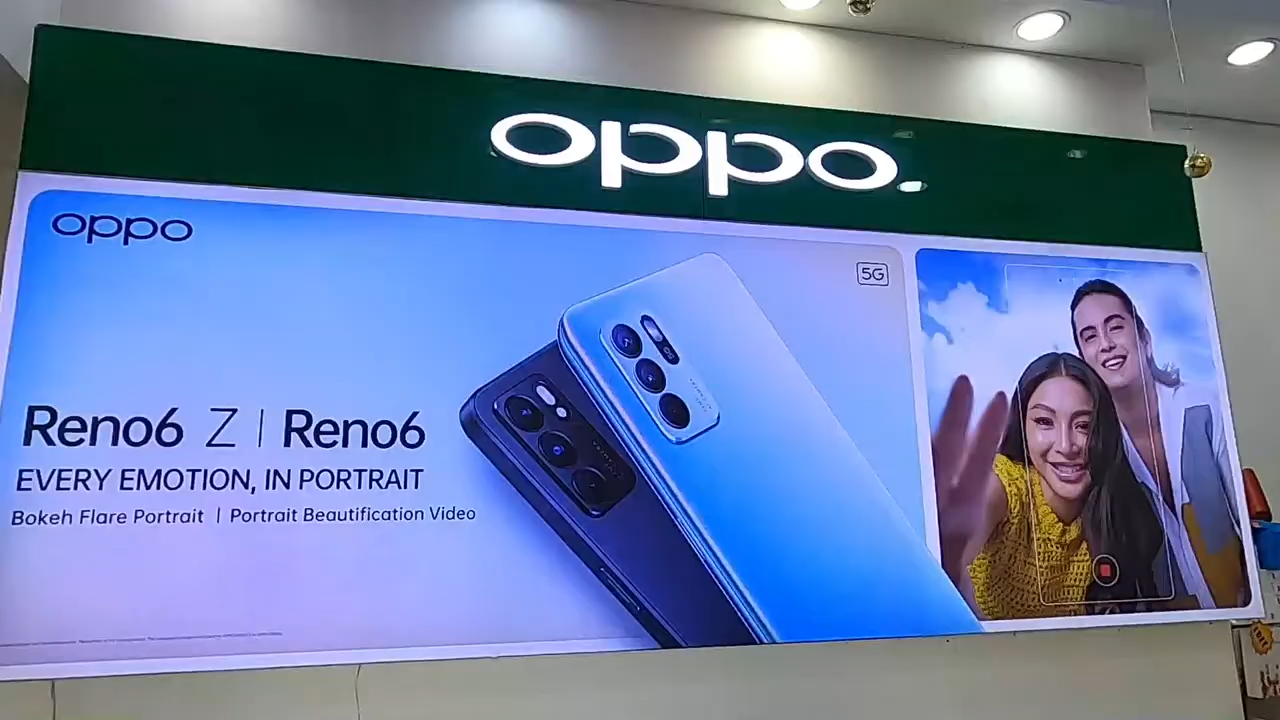 oppo
oppo
5G
Reno6 Z | Reno6
EVERY EMOTION, IN PORTRAIT
Bokeh Flare Portrait | Portrait Beautification Video